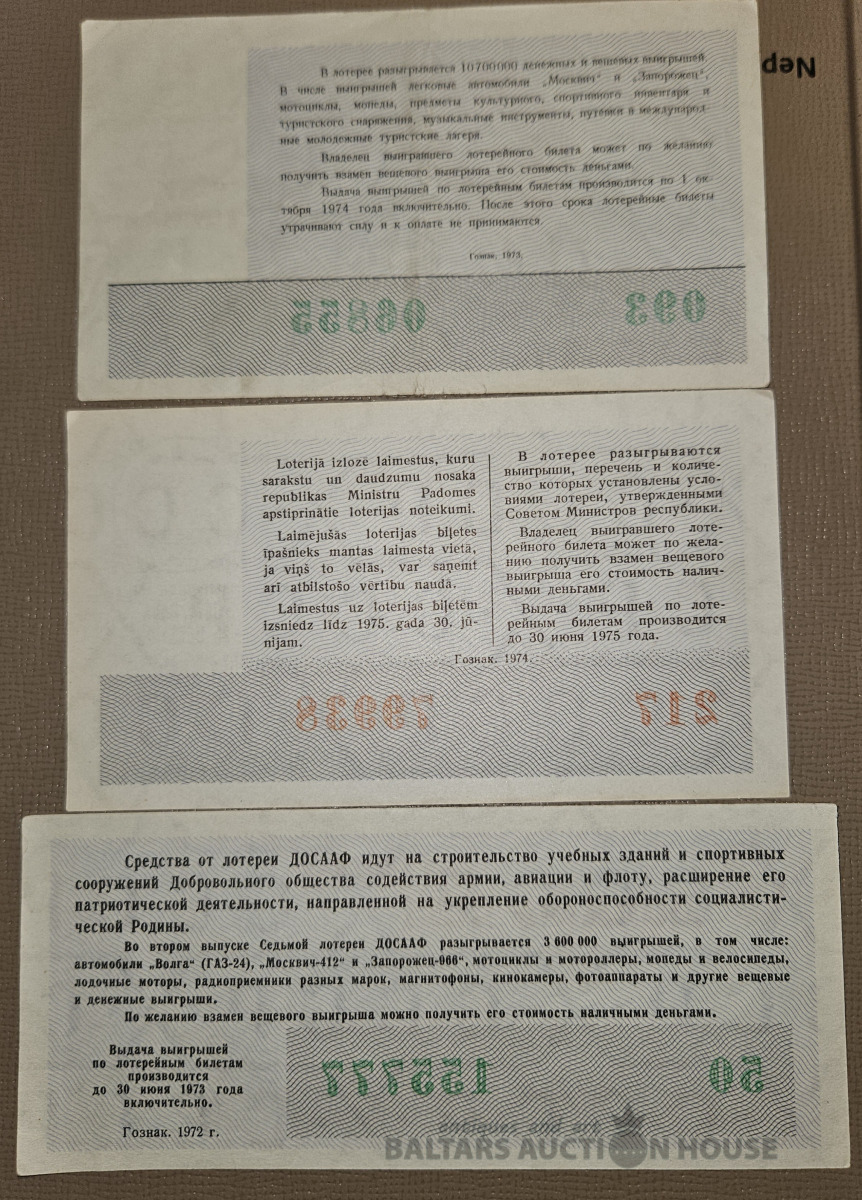 В лотерее разыгрывается 10700000 денежных и вещевых выигрышей.
В числе выигрышей легковые автомобили „Москвич“ и „Запорожец“,
мотоциклы, мопеды, предметы культурного, спортивного инвентаря и
туристского снаряжения, музыкальные инструменты, путевки в международ-
ные молодежные туристские лагеря.
Владелец выигравшего лотерейного билета может по желанию
получить взамен вещевого выигрыша его стоимость деньгами.
Выдача выигрышей по лотерейным билетам производится по 1 ок-
тября 1974 года включительно. После этого срока лотерейные билеты
утрачивают силу и к оплате не принимаются.
Гознак. 1973.
06855 093
Nep
Loterijā izlozē laimestus, kuru
sarakstu un daudzumu nosaka
republikas Ministru Padomes
apstiprinātie loterijas noteikumi.
Laimējušās loterijas biļetes
īpašnieks mantas laimesta vietā,
ja viņš to vēlās, var saņemt
arī atbilstošo vērtību naudā.
Laimestus uz loterijas biļetēm
izsniedz līdz 1975. gada 30. jū-
nijam.
В лотерее разыгрываются
выигрыши, перечень и количе-
ство которых установлены усло-
виями лотереи, утвержденными
Советом Министров республики.
Владелец выигравшего лоте-
рейного билета может по жела-
нию получить взамен вещевого
выигрыша его стоимость налич-
ными деньгами.
Выдача выигрышей по лоте-
рейным билетам производится
до 30 июня 1975 года.
Гознак. 1974.
79938 217
Средства от лотереи ДОСААФ идут на строительство учебных зданий и спортивных
сооружений Добровольного общества содействия армии, авиации и флоту, расширение его
патриотической деятельности, направленной на укрепление обороноспособности социалисти-
ческой Родины.
Во втором выпуске Седьмой лотереи ДОСААФ разыгрывается 3 600 000 выигрышей, в том числе:
автомобили „Волга“ (ГАЗ-24), „Москвич-412“ и „Запорожец-966“, мотоциклы и мотороллеры, мопеды и велосипеды,
лодочные моторы, радиоприемники разных марок, магнитофоны, кинокамеры, фотоаппараты и другие вещевые
и денежные выигрыши.
По желанию взамен вещевого выигрыша можно получить его стоимость наличными деньгами.
Выдача выигрышей
по лотерейным билетам
производится
до 30 июня 1973 года
включительно.
Гознак. 1972 г.
155777 50
antiques and art
BALTARS AUCTION HOUSE